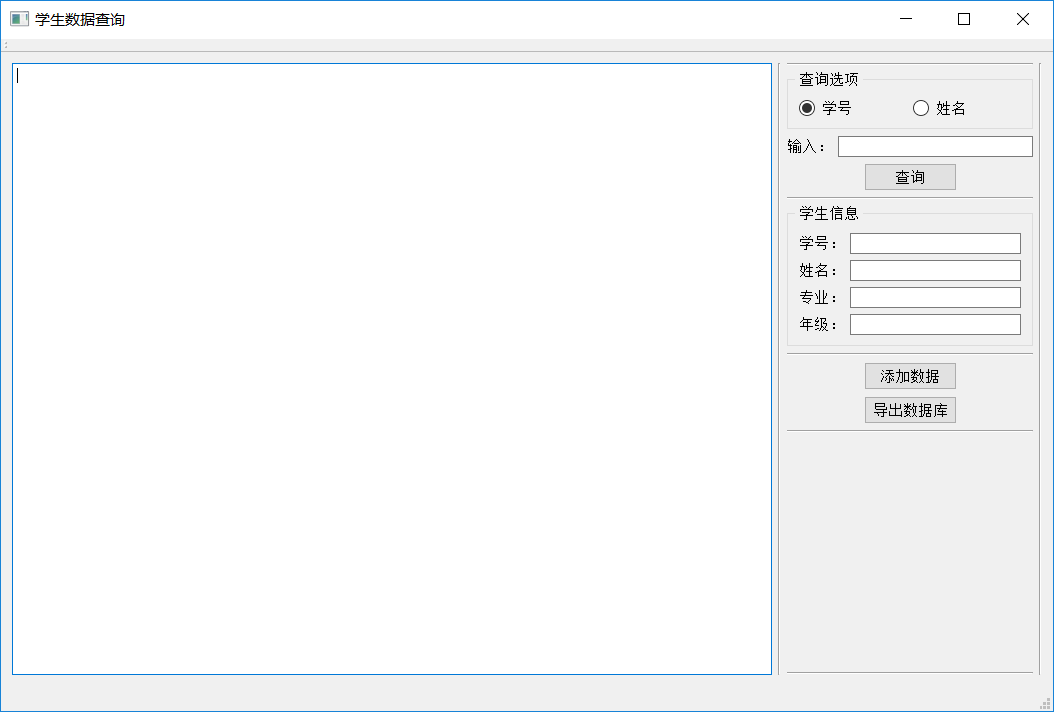 学生数据查询
查询选项
学号 姓名
输入：
查询
学生信息
学号：
姓名：
专业：
年级：
添加数据
导出数据库